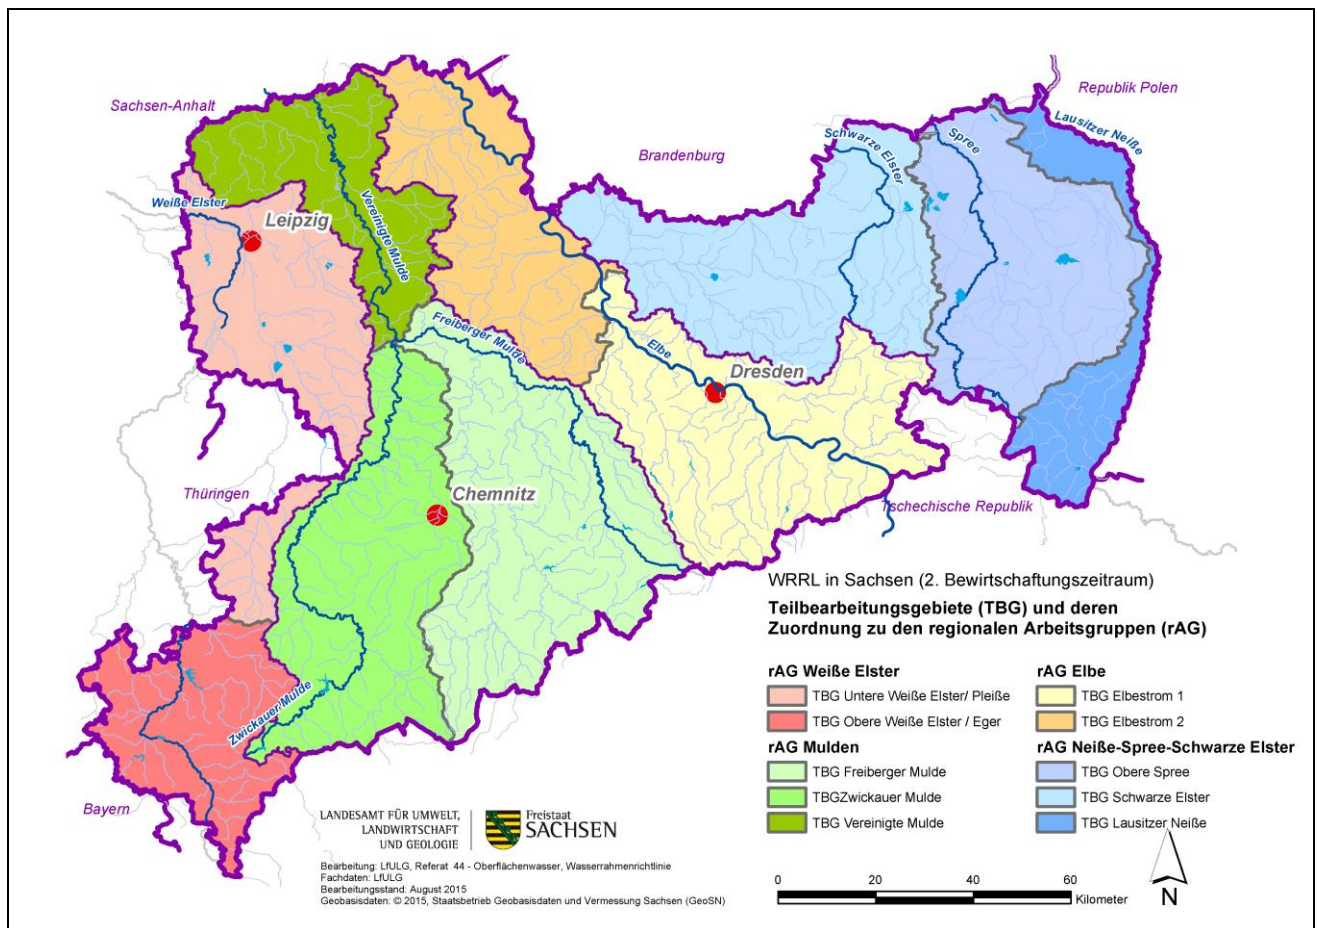 Sachsen-Anhalt
Republik Polen
Lausitzer Neiße
Schwarze Elster
Spree
Brandenburg
Weiße Elster
Leipzig
Vereinigte Mulde
Freiberger Mulde
Elbe
Dresden
Thüringen
Chemnitz
Tschechische Republik
Zwickauer Mulde
Bayern
WRRL in Sachsen (2. Bewirtschaftungszeitraum)
Teilbearbeitungsgebiete (TBG) und deren
Zuordnung zu den regionalen Arbeitsgruppen (rAG)
rAG Weiße Elster
TBG Untere Weiße Elster/ Pleiße
TBG Obere Weiße Elster / Eger
rAG Mulden
TBG Freiberger Mulde
TBGZwickauer Mulde
TBG Vereinigte Mulde
rAG Elbe
TBG Elbestrom 1
TBG Elbestrom 2
rAG Neiße-Spree-Schwarze Elster
TBG Obere Spree
TBG Schwarze Elster
TBG Lausitzer Neiße
LANDESAMT FÜR UMWELT,
LANDWIRTSCHAFT
UND GEOLOGIE
Freistaat
SACHSEN
Bearbeitung: LfULG, Referat 44 - Oberflächenwasser, Wasserrahmenrichtlinie
Fachdaten: LfULG
Bearbeitungsstand: August 2015
Geobasisdaten: © 2015, Staatsbetrieb Geobasisdaten und Vermessung Sachsen (GeoSN)
0 20 40 60
Kilometer
N